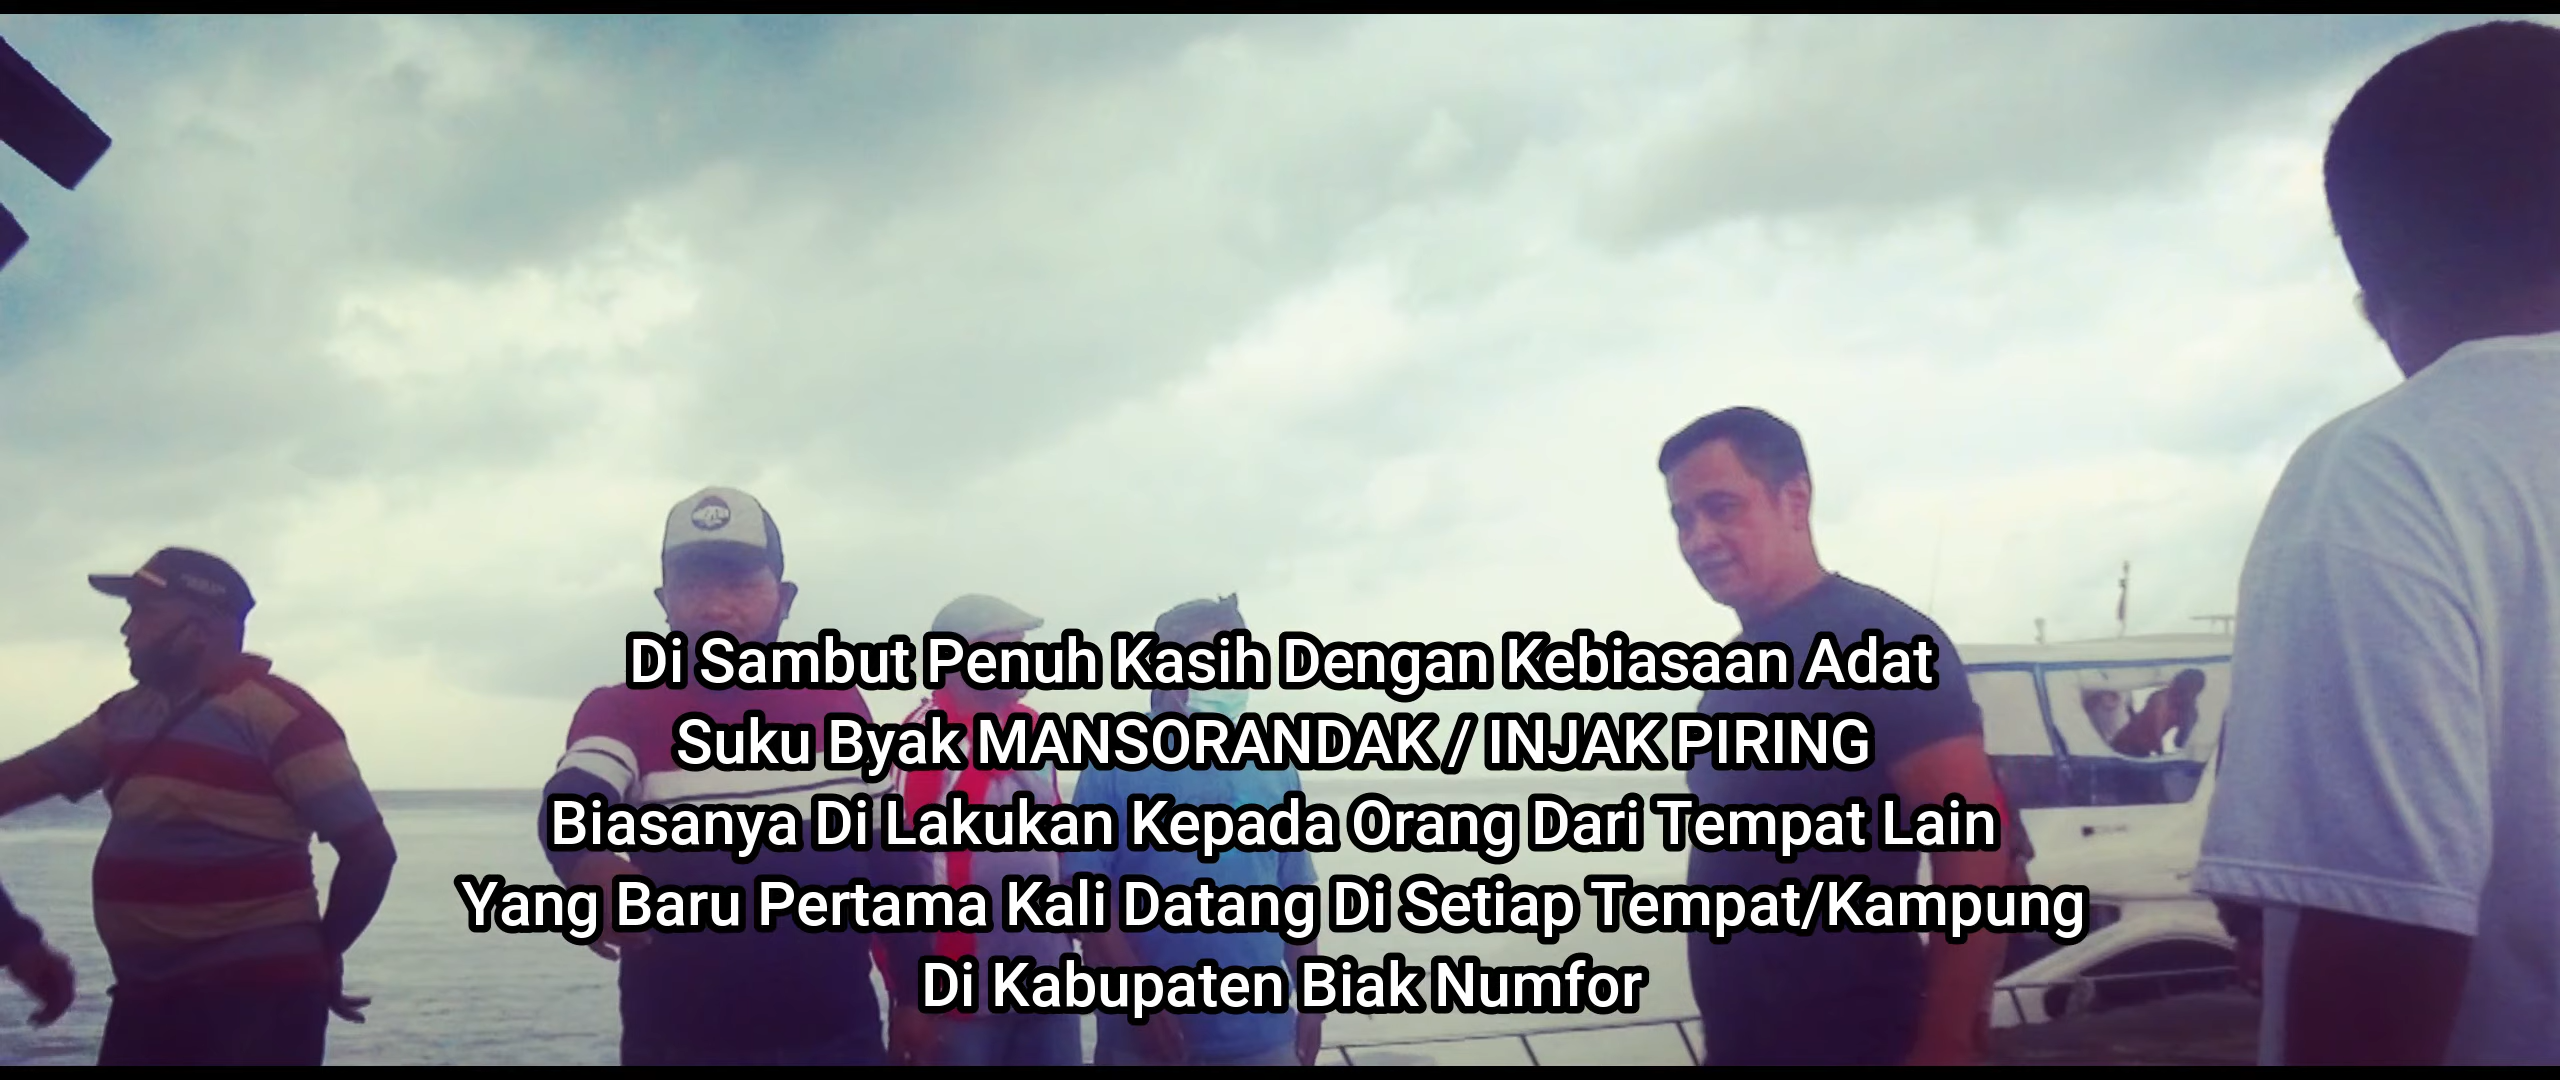 Di Sambut Penuh Kasih Dengan Kebiasaan Adat
Suku Byak MANSORANDAK / INJAK PIRING
Biasanya Di Lakukan Kepada Orang Dari Tempat Lain
Yang Baru Pertama Kali Datang Di Setiap Tempat/Kampung
Di Kabupaten Biak Numfor